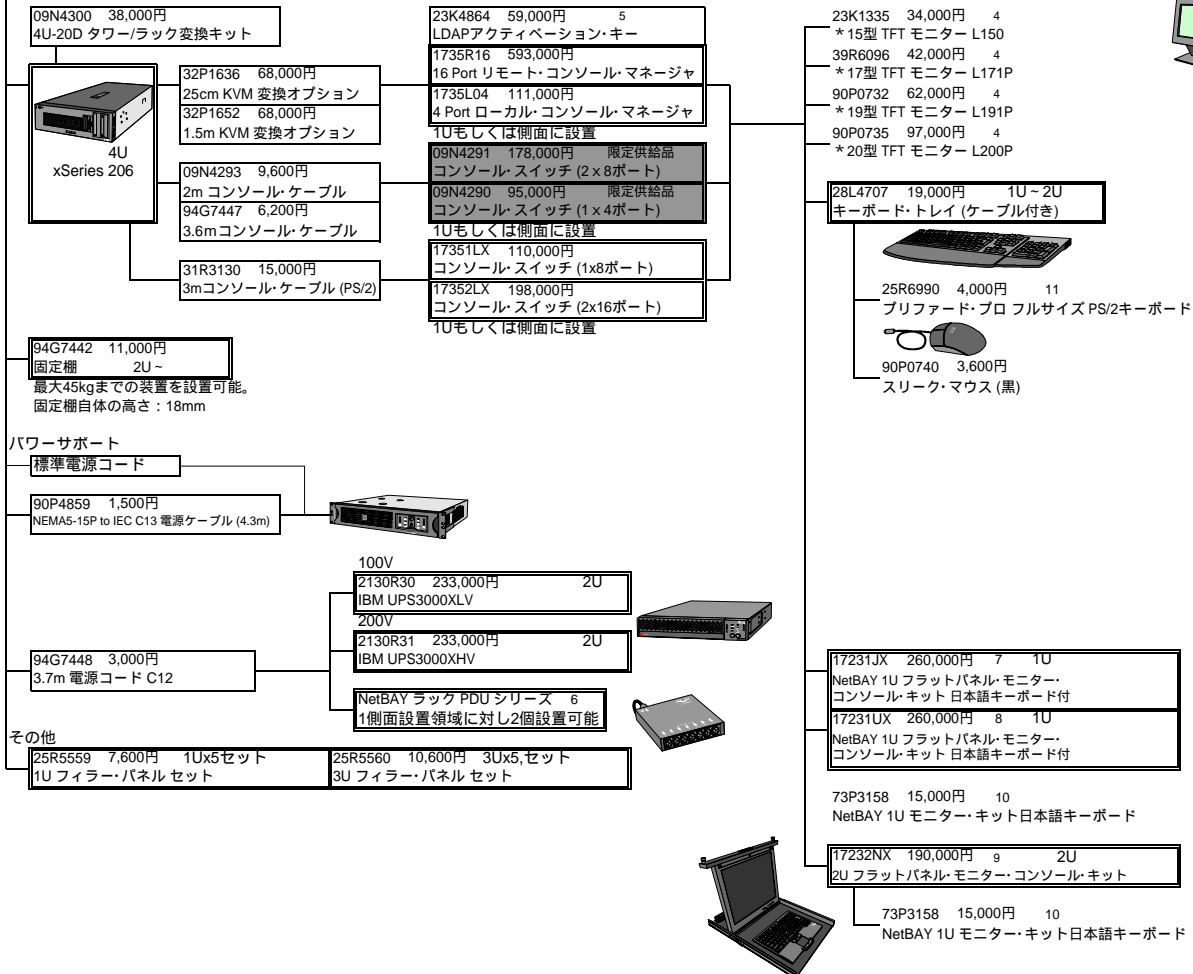 09N4300 38,000円
4U-20D タワー/ラック変換キット
4U
xSeries 206
32P1636 68,000円
25cm KVM 変換オプション
32P1652 68,000円
1.5m KVM 変換オプション
09N4293 9,600円
2m コンソール・ケーブル
94G7447 6,200円
3.6mコンソール・ケーブル
31R3130 15,000円
3mコンソール・ケーブル (PS/2)
23K4864 59,000円 5
LDAPアクティベーション・キー
1735R16 593,000円
16 Port リモート・コンソール・マネージャ
1735L04 111,000円
4 Port ローカル・コンソール・マネージャ
1Uもしくは側面に設置
09N4291 178,000円 限定供給品
コンソール・スイッチ (2 x 8ポート)
09N4290 95,000円 限定供給品
コンソール・スイッチ (1 x 4ポート)
1Uもしくは側面に設置
17351LX 110,000円
コンソール・スイッチ (1x8ポート)
17352LX 198,000円
コンソール・スイッチ (2x16ポート)
1Uもしくは側面に設置
23K1335 34,000円 4
*15型 TFT モニター L150
39R6096 42,000円 4
*17型 TFT モニター L171P
90P0732 62,000円 4
*19型 TFT モニター L191P
90P0735 97,000円 4
*20型 TFT モニター L200P
28L4707 19,000円 1U~2U
キーボード・トレイ (ケーブル付き)
25R6990 4,000円 11
プリファード・プロ フルサイズ PS/2キーボード
90P0740 3,600円
スリーク・マウス (黒)
94G7442 11,000円
固定棚 2U~
最大45kgまでの装置を設置可能。
固定棚自体の高さ:18mm
パワーサポート
標準電源コード
90P4859 1,500円
NEMA5-15P to IEC C13 電源ケーブル (4.3m)
94G7448 3,000円
3.7m 電源コード C12
100V
2130R30 233,000円 2U
IBM UPS3000XLV
200V
2130R31 233,000円 2U
IBM UPS3000XHV
NetBAY ラック PDU シリーズ 6
1側面設置領域に対し2個設置可能
その他
25R5559 7,600円 1Ux5セット
1U フィラー・パネル セット
25R5560 10,600円 3Ux5,セット
3U フィラー・パネル セット
17231JX 260,000円 7 1U
NetBAY 1U フラットパネル・モニター・
コンソール・キット 日本語キーボード付
17231UX 260,000円 8 1U
NetBAY 1U フラットパネル・モニター・
コンソール・キット 日本語キーボード付
73P3158 15,000円 10
NetBAY 1U モニター・キット日本語キーボード
17232NX 190,000円 9 2U
2U フラットパネル・モニター・コンソール・キット
73P3158 15,000円 10
NetBAY 1U モニター・キット日本語キーボード